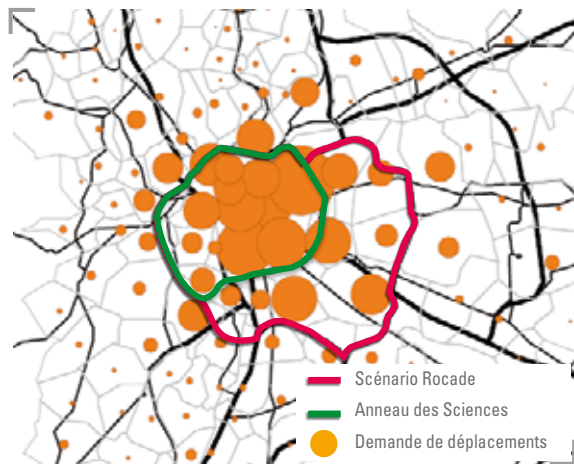 Scénario Rocade
Anneau des Sciences
Demande de déplacements